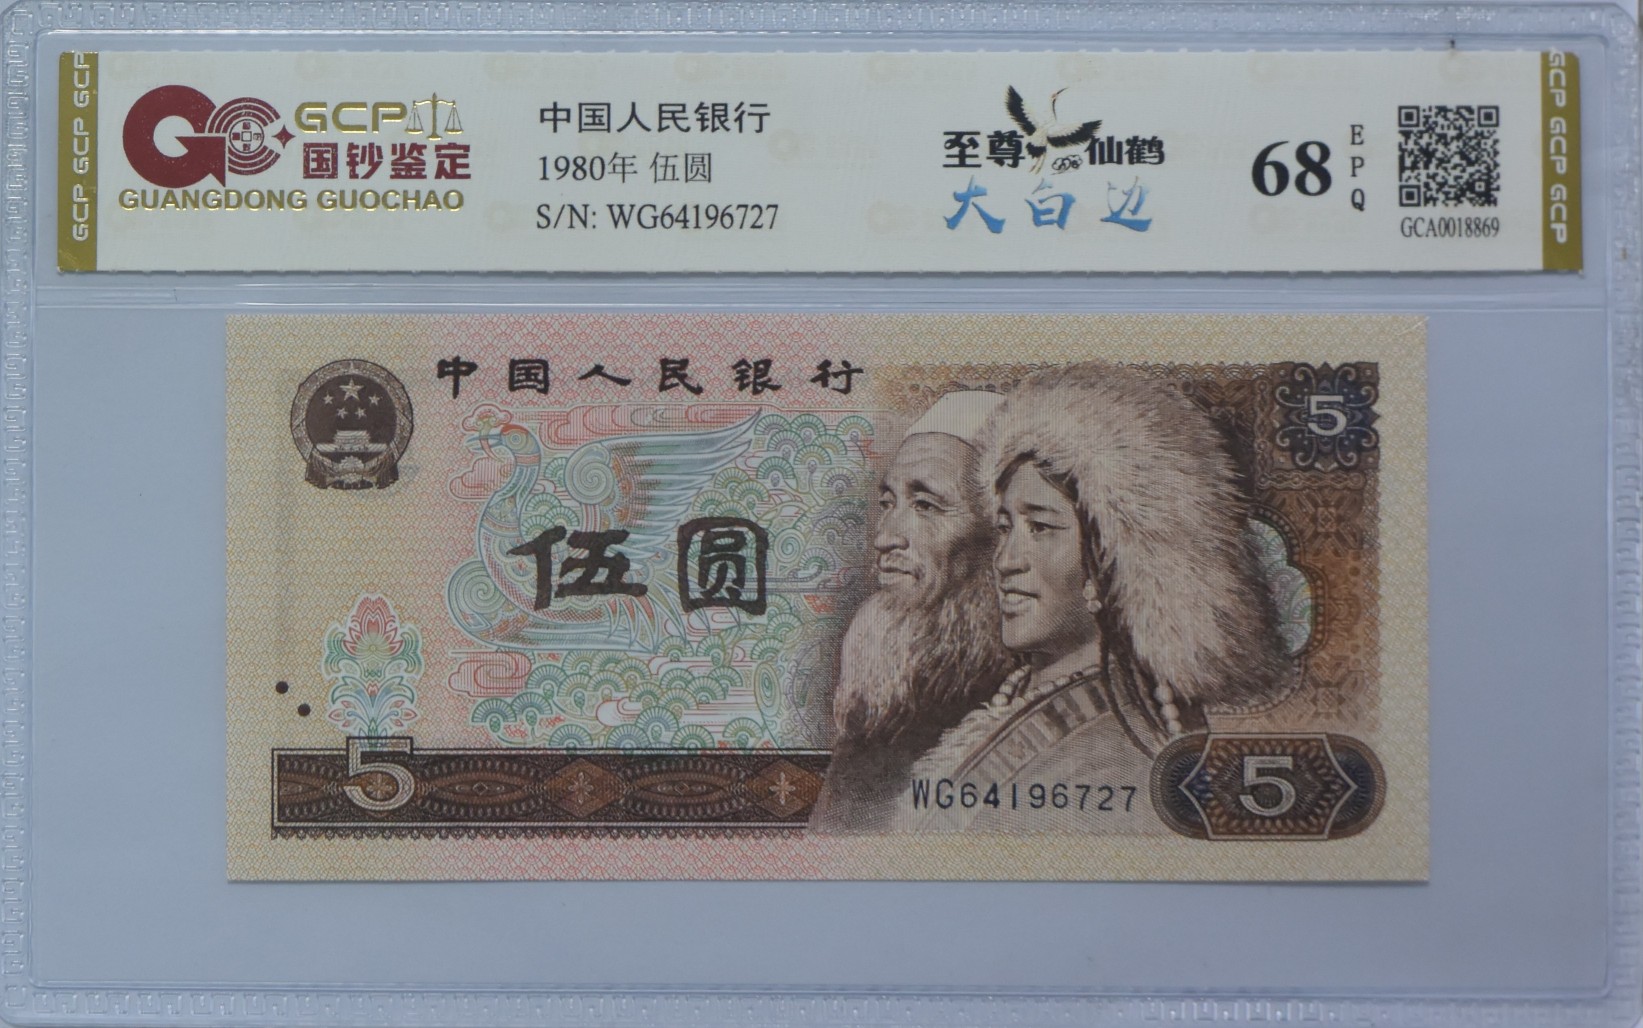 GCP GCP GCP
GCP
国钞鉴定
GUANGDONG GUOCHAO
中国人民银行
1980年 伍圆
S/N: WG64196727
至尊 仙鹤
大白边
68
EPQ
GCA0018869
GCP GCP GCP
中国人民银行
5
伍圆
5
WG64196727
5